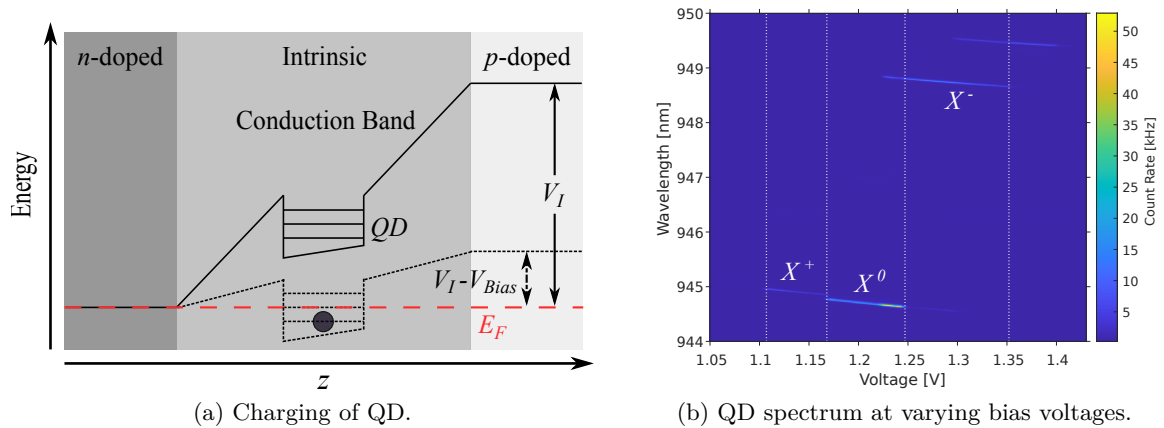 n-doped
Intrinsic
p-doped
Conduction Band
QD
V_I
V_I-V_Bias
E_F
Energy
z
(a) Charging of QD.
950
949
948
947
946
945
944
Wavelength [nm]
X^-
X^+
X^0
1.05
1.1
1.15
1.2
1.25
1.3
1.35
1.4
Voltage [V]
50
45
40
35
30
25
20
15
10
5
Count Rate [kHz]
(b) QD spectrum at varying bias voltages.